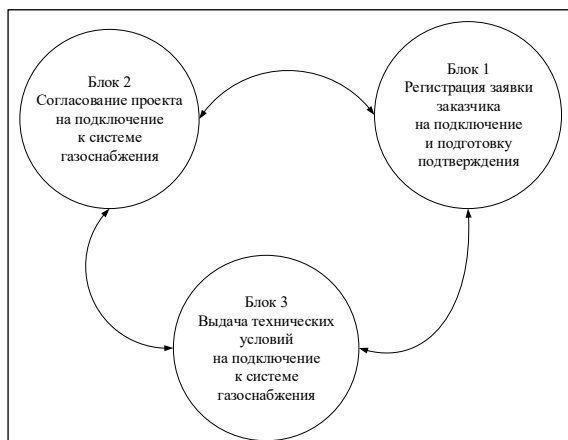 Блок 2
Согласование проекта
на подключение
к системе
газоснабжения
Блок 1
Регистрация заявки
заказчика
на подключение
и подготовку
подтверждения
Блок 3
Выдача технических
условий
на подключение
к системе
газоснабжения